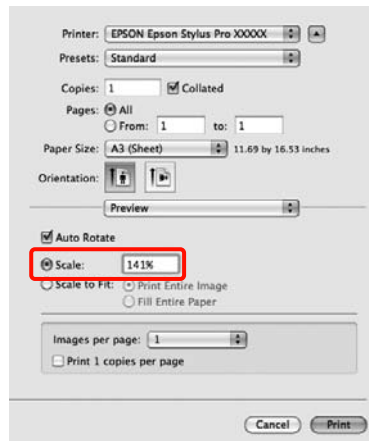 Printer: EPSON Epson Stylus Pro XXXXX
Presets: Standard
Copies: 1 Collated
Pages: All
From: 1 to: 1
Paper Size: A3 (Sheet) 11.69 by 16.53 inches
Orientation:
Preview
Auto Rotate
Scale: 141%
Scale to Fit: Print Entire Image
Fill Entire Paper
Images per page: 1
Print 1 copies per page
Cancel Print